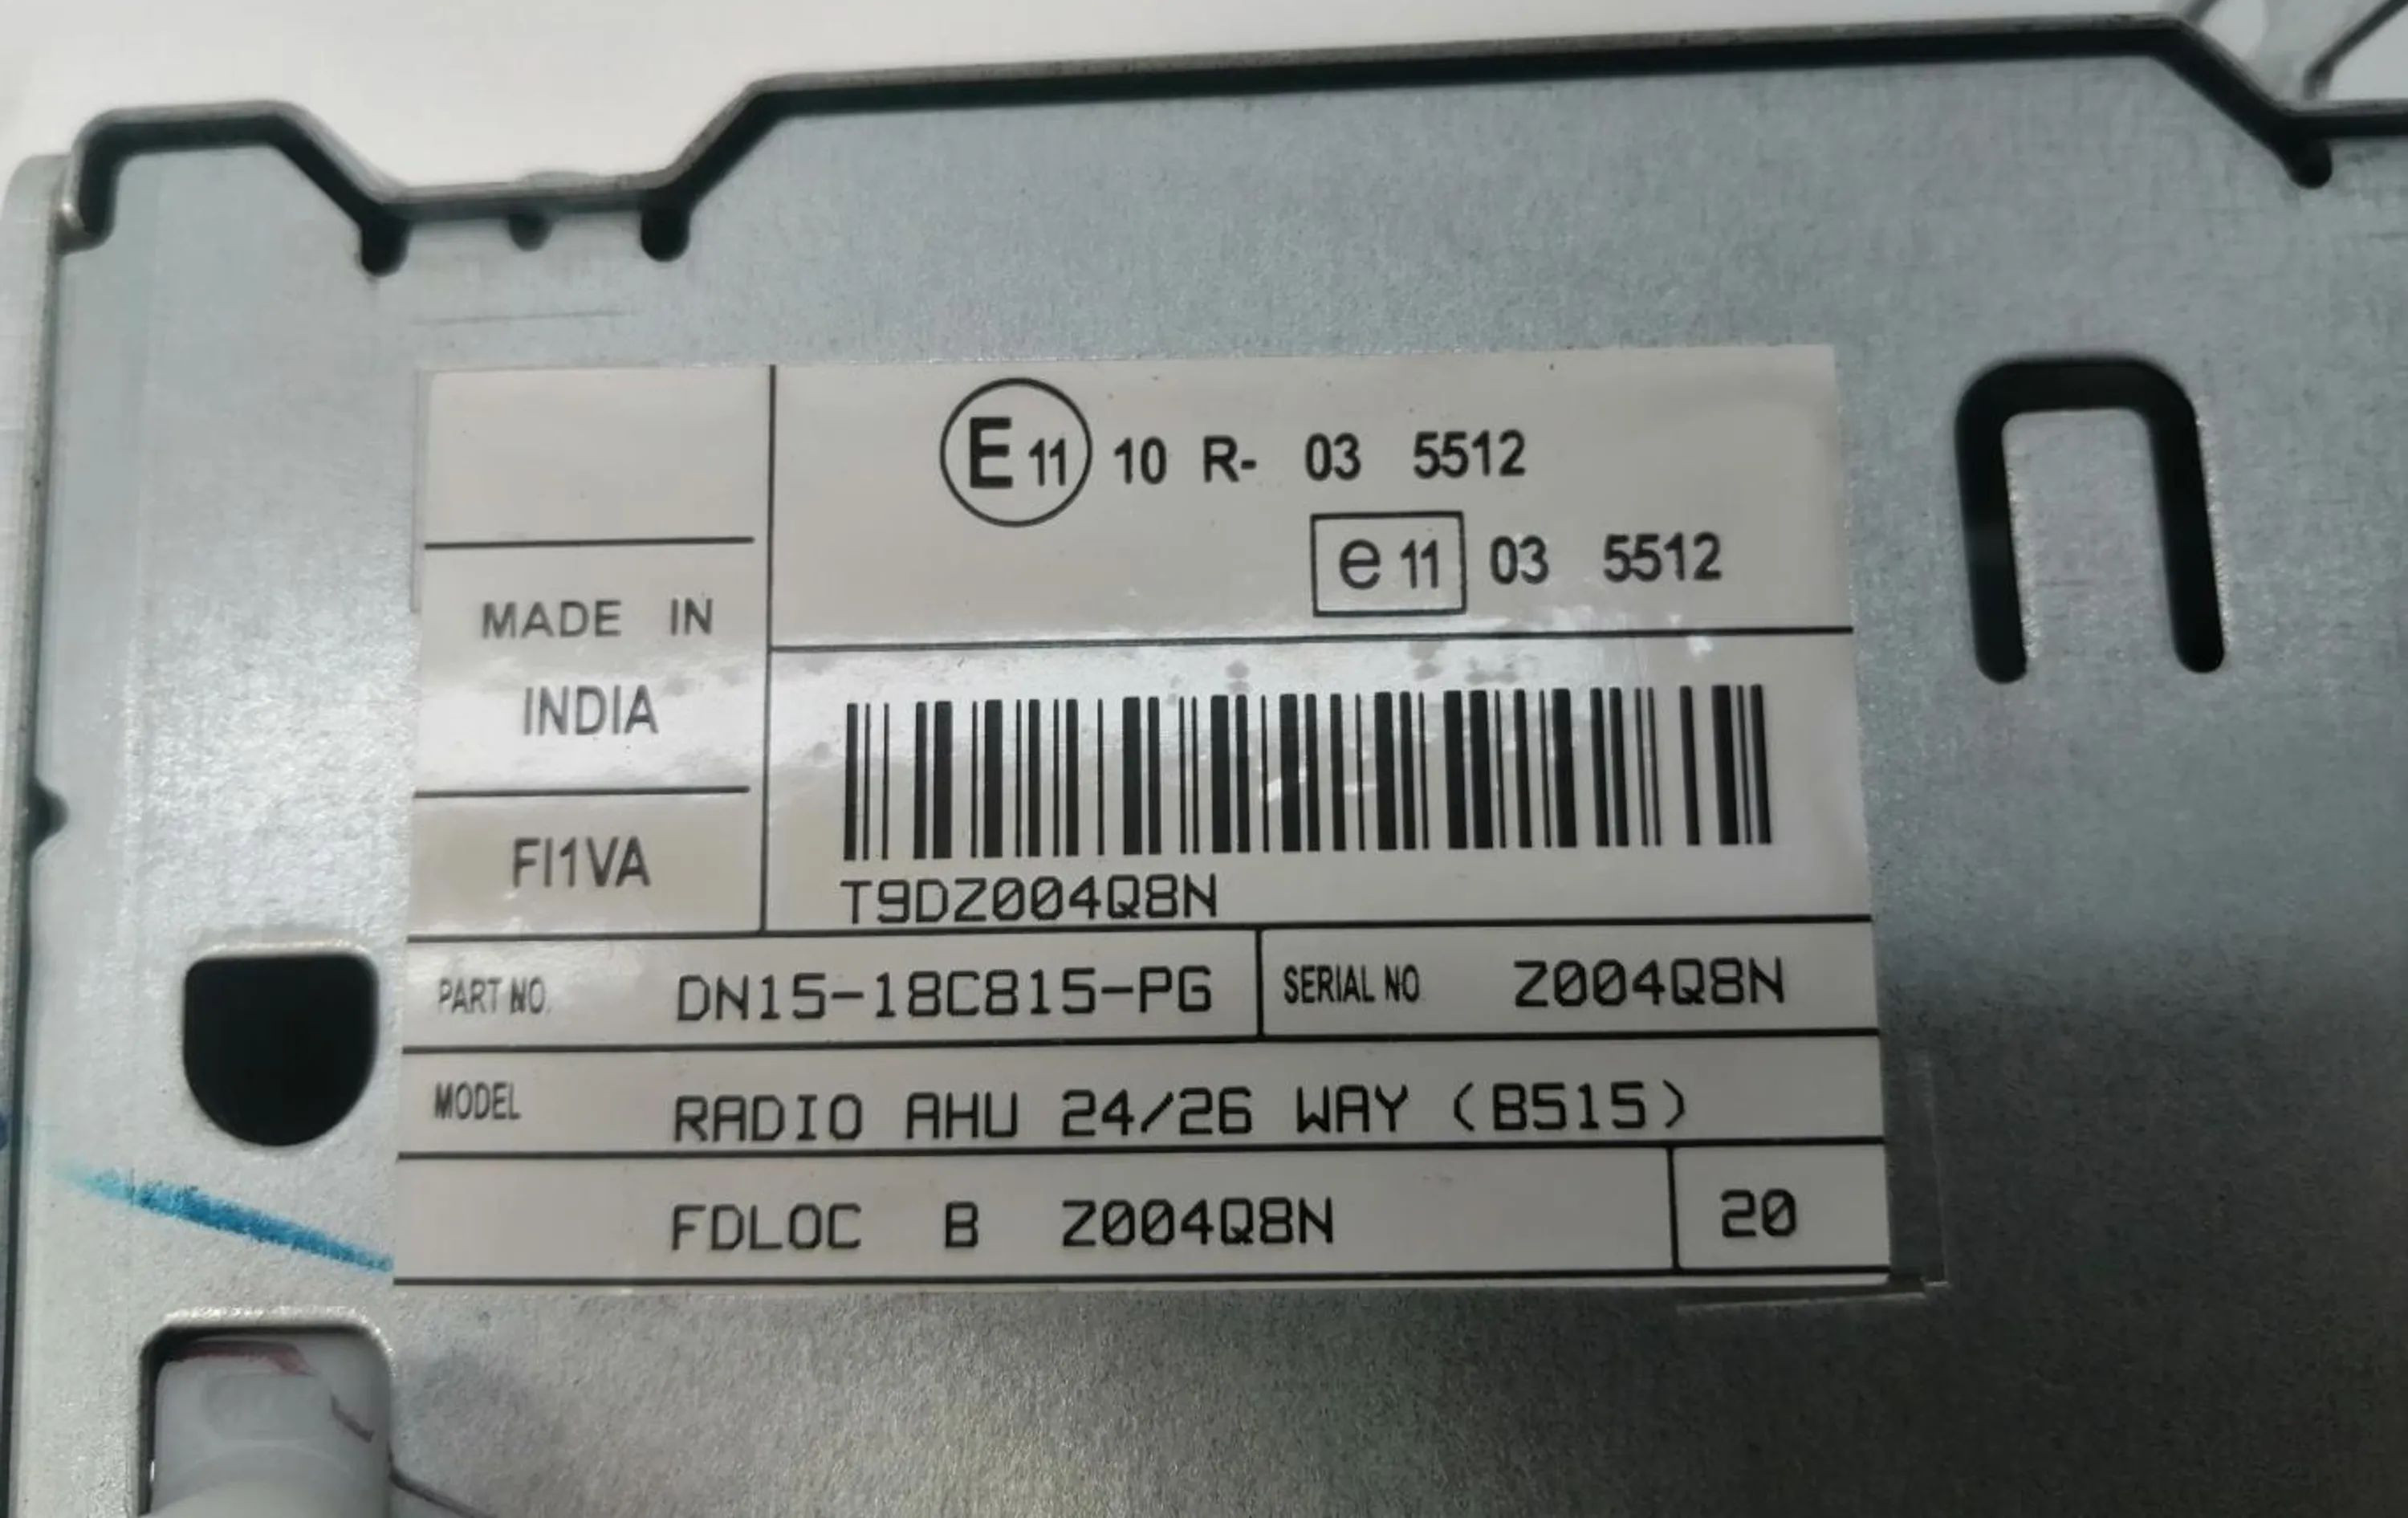 E 11 10 R- 03 5512
e 11 03 5512
MADE IN
INDIA
FI1VA
T9DZ004Q8N
PART NO. DN15-18C815-PG SERIAL NO Z004Q8N
MODEL RADIO AHU 24/26 WAY (B515)
FDLOC B Z004Q8N 20